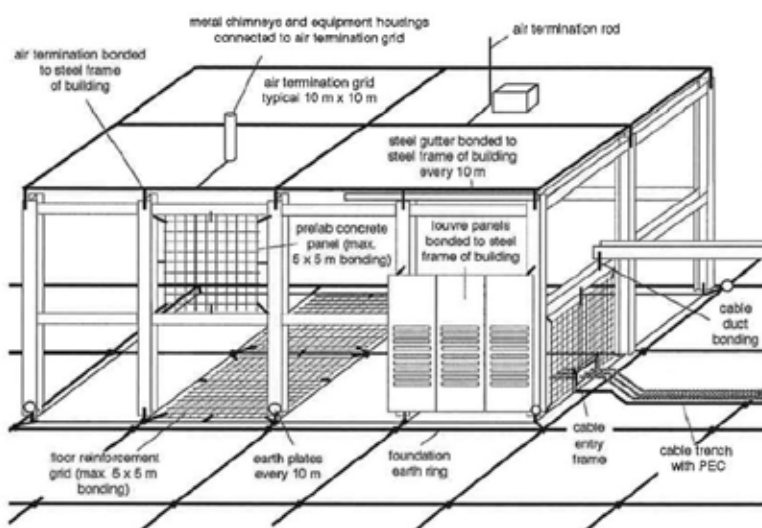 metal chimneys and equipment housings
connected to air termination grid
air termination rod
air termination bonded
to steel frame
of building
air termination grid
typical 10 m x 10 m
steel gutter bonded to
steel frame of building
every 10 m
prefab concrete
panel (max.
5 x 5 m bonding)
louvre panels
bonded to steel
frame of building
cable
duct
bonding
floor reinforcement
grid (max. 5 x 5 m
bonding)
earth plates
every 10 m
foundation
earth ring
cable
entry
frame
cable trench
with PEC